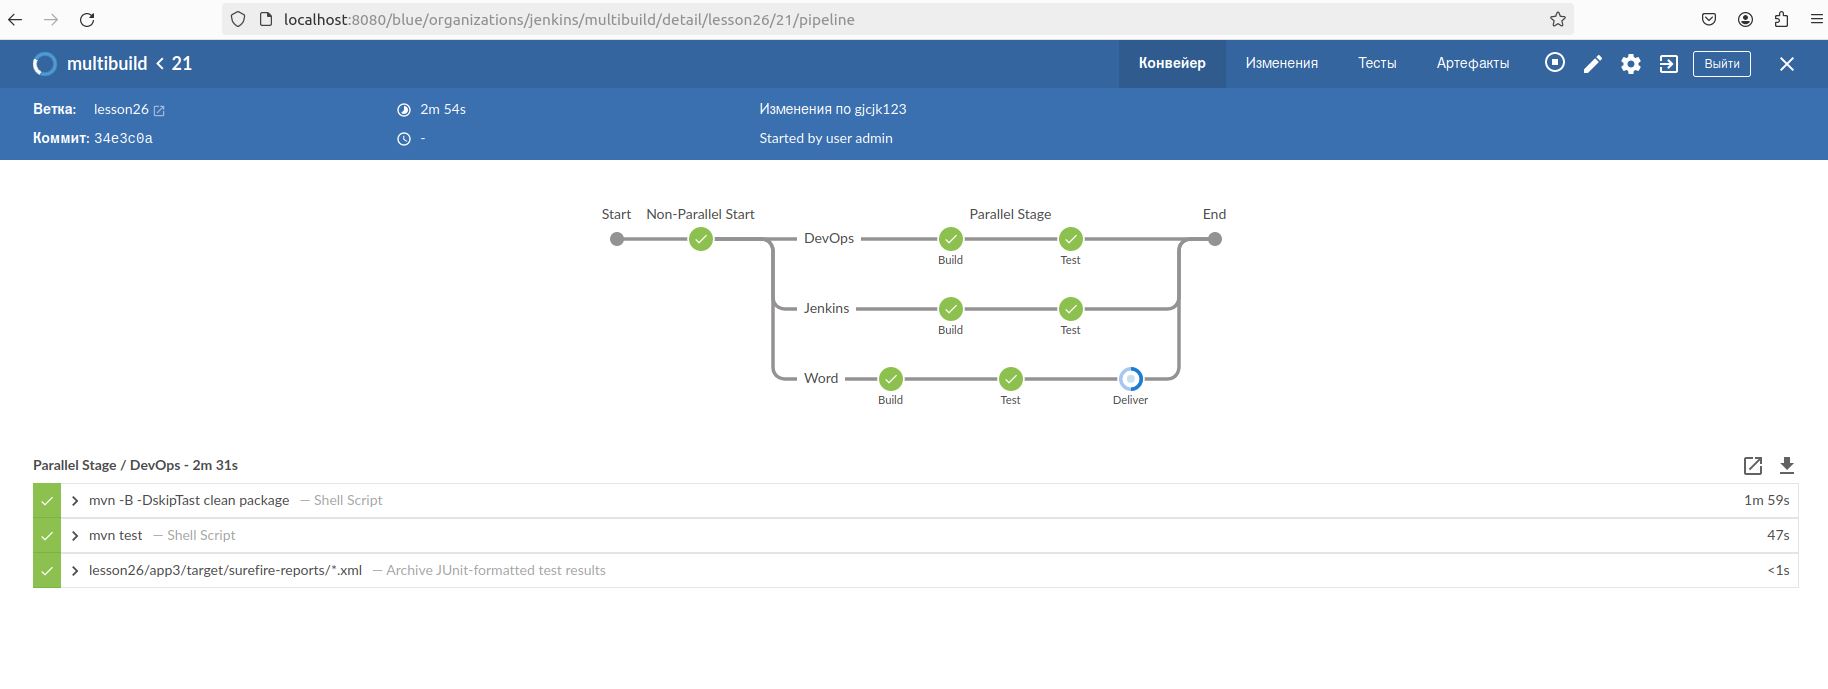 localhost:8080/blue/organizations/jenkins/multibuild/detail/lesson26/21/pipeline
multibuild < 21 Конвейер Изменения Тесты Артефакты Выйти
Ветка: lesson26 2m 54s Изменения по gjcjk123
Коммит: 34e3c0a - Started by user admin
Start Non-Parallel Start Parallel Stage End
DevOps
Build Test
Jenkins
Build Test
Word
Build Test Deliver
Parallel Stage / DevOps - 2m 31s
mvn -B -DskipTast clean package — Shell Script 1m 59s
mvn test — Shell Script 47s
lesson26/app3/target/surefire-reports/*.xml — Archive JUnit-formatted test results <1s